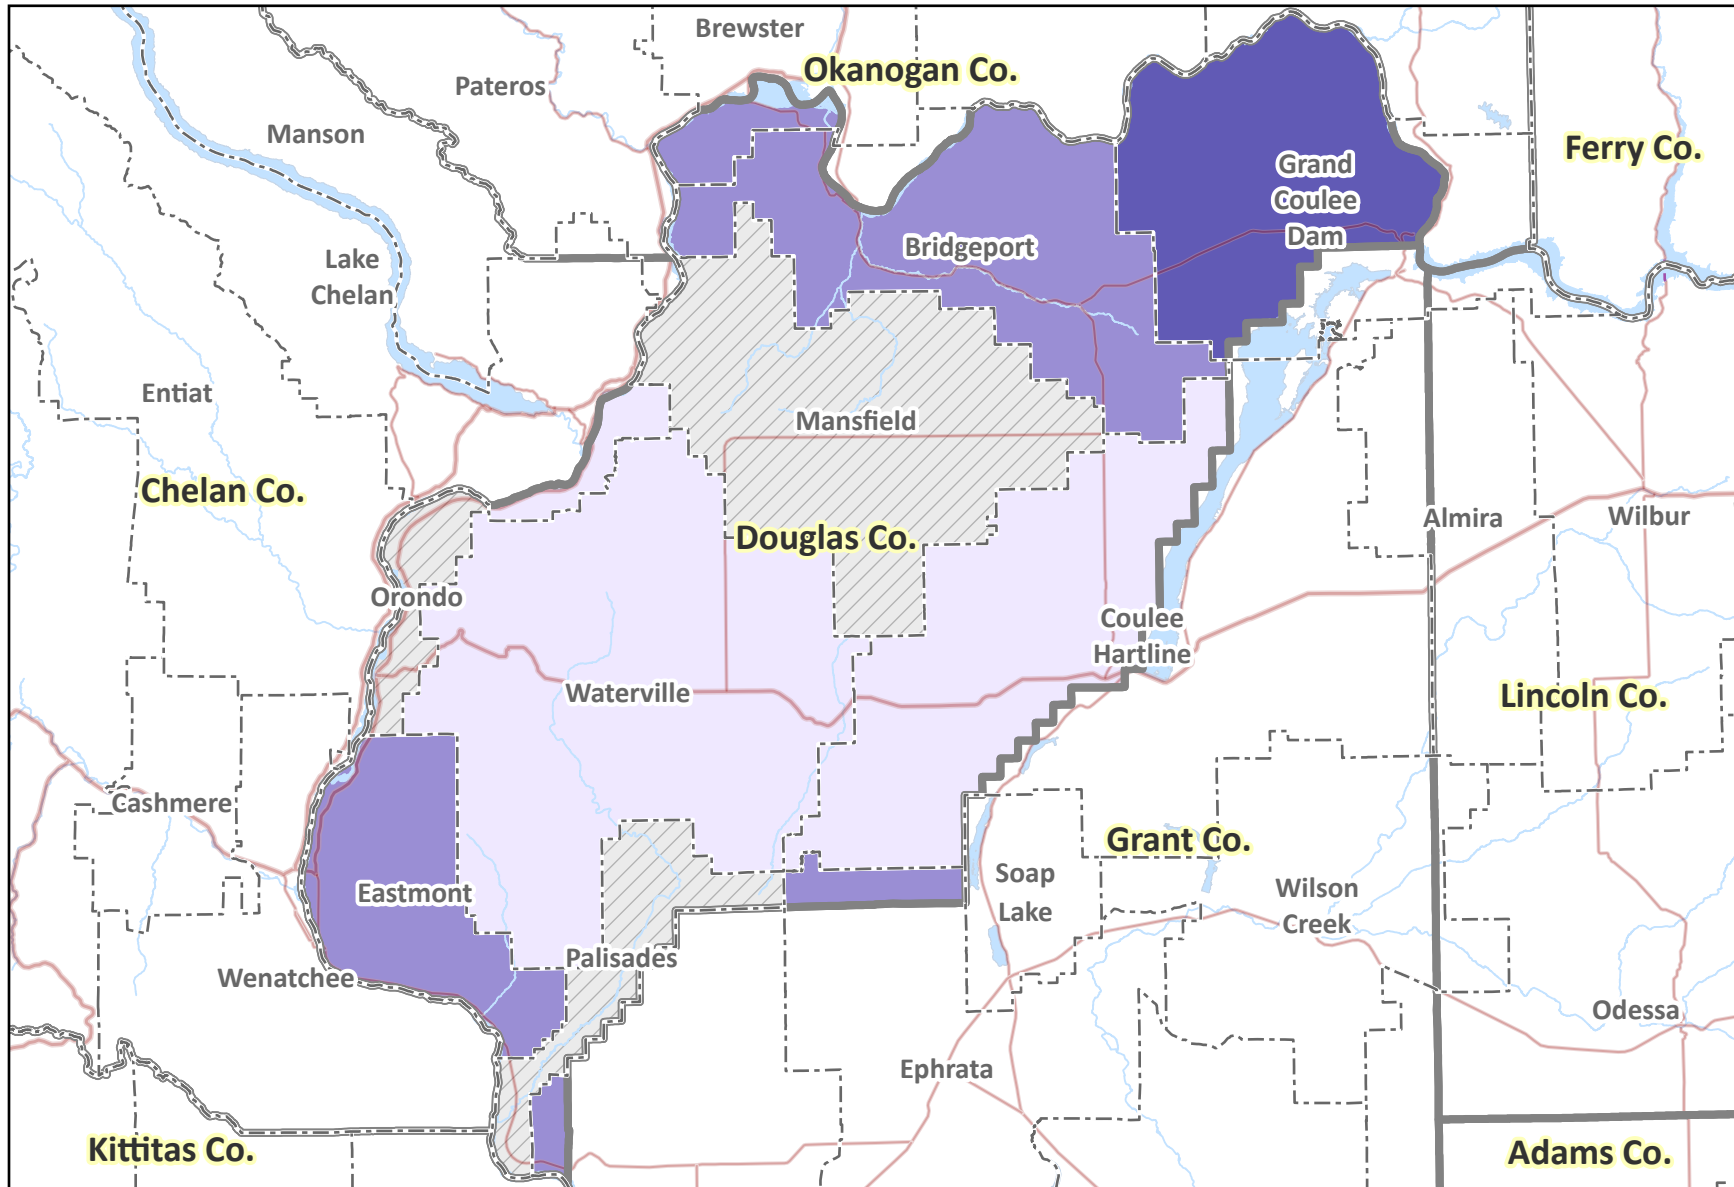 Brewster
Okanogan Co.
Pateros
Manson
Ferry Co.
Grand
Coulee
Dam
Bridgeport
Lake
Chelan
Entiat
Mansfield
Chelan Co.
Douglas Co.
Almira
Wilbur
Orondo
Coulee
Hartline
Waterville
Lincoln Co.
Cashmere
Grant Co.
Eastmont
Soap
Lake
Wilson
Creek
Palisades
Wenatchee
Odessa
Ephrata
Kittitas Co.
Adams Co.